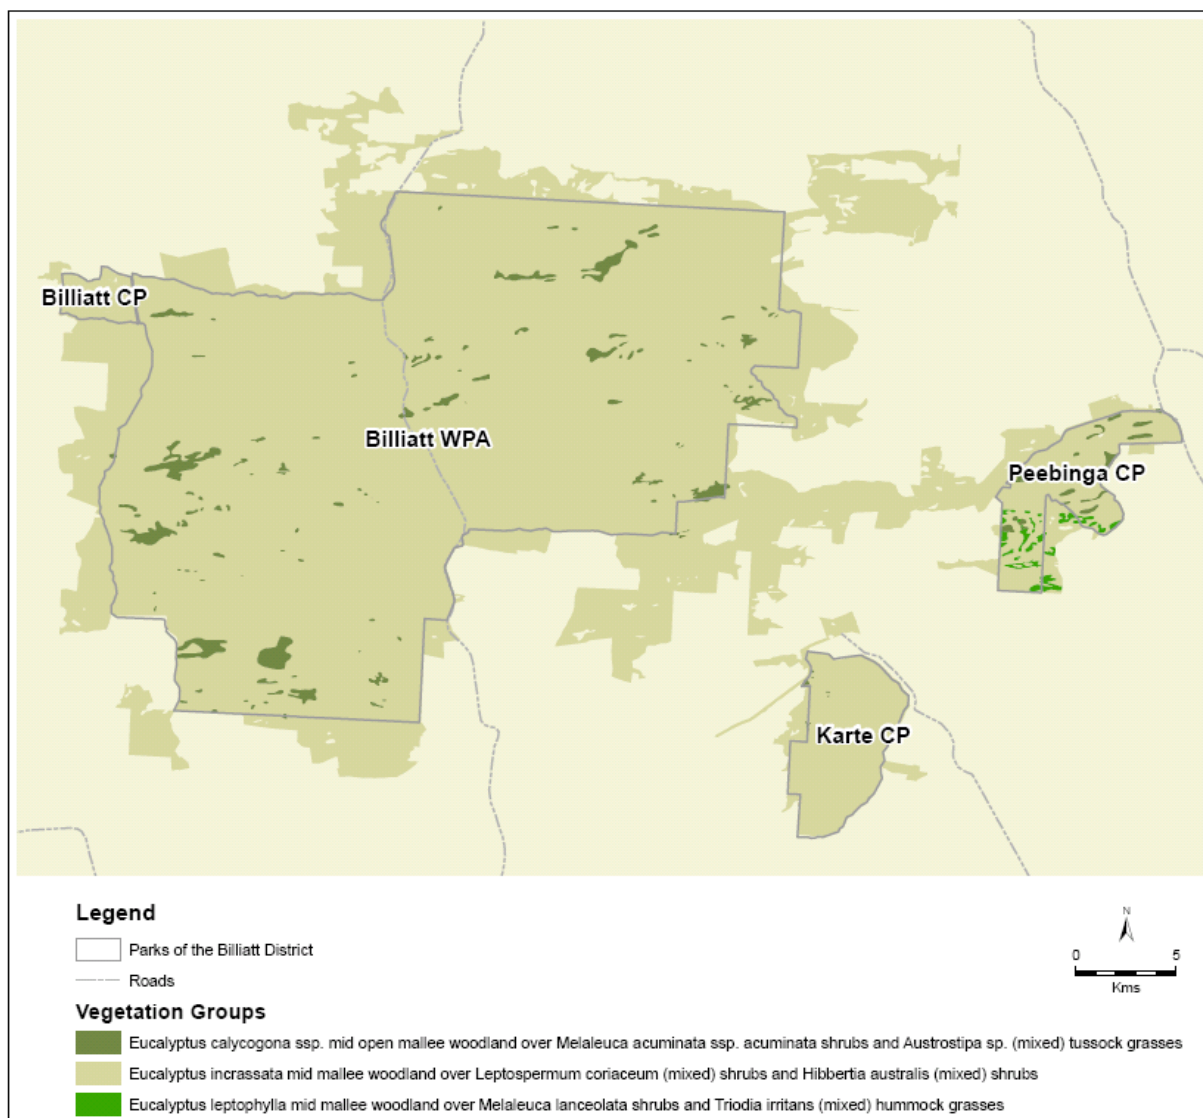 Billiatt CP
Billiatt WPA
Peebinga CP
Karte CP
Legend
Parks of the Billiatt District
Roads
N
0 5
Kms
Vegetation Groups
Eucalyptus calycogona ssp. mid open mallee woodland over Melaleuca acuminata ssp. acuminata shrubs and Austrostipa sp. (mixed) tussock grasses
Eucalyptus incrassata mid mallee woodland over Leptospermum coriaceum (mixed) shrubs and Hibbertia australis (mixed) shrubs
Eucalyptus leptophylla mid mallee woodland over Melaleuca lanceolata shrubs and Triodia irritans (mixed) hummock grasses